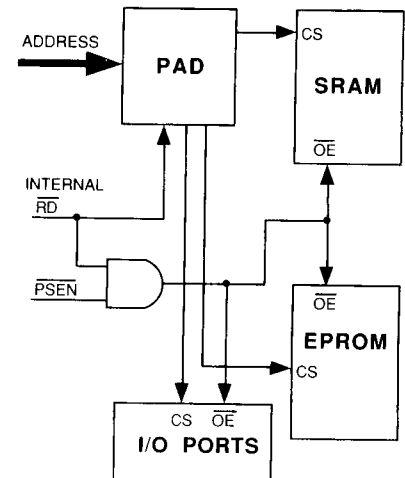 ADDRESS
PAD
CS
SRAM
OE
INTERNAL
RD
PSEN
OE
EPROM
CS
CS OE
I/O PORTS